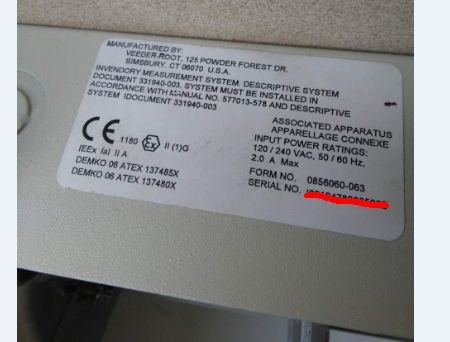 MANUFACTURED BY:
VEEDER-ROOT, 125 POWDER FOREST DR.
SIMSBURY, CT 06070 U.S.A.
INVENDORY MEASUREMENT SYSTEM. DESCRIPTIVE SYSTEM
DOCUMENT 331940-003. SYSTEM MUST BE INSTALLED IN
ACCORDANCE WITH MANUAL NO. 577013-578 AND DESCRIPTIVE
SYSTEM IDOCUMENT 331940-003
CE 1180 Ex II (1)G
IEEx [a] II A
DEMKO 06 ATEX 137485X
DEMKO 06 ATEX 137480X
ASSOCIATED APPARATUS
APPARELLAGE CONNEXE
INPUT POWER RATINGS:
120 / 240 VAC, 50 / 60 Hz,
2.0 A Max
FORM NO. 0856060-063
SERIAL NO.